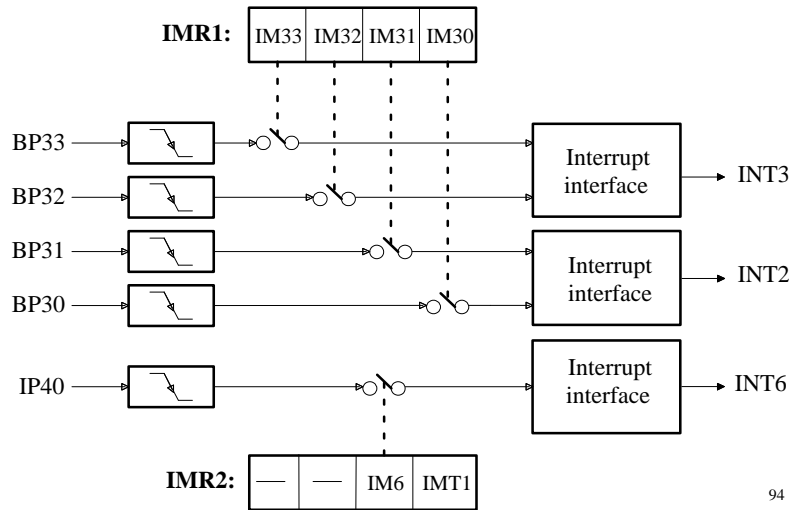 IMR1: IM33 IM32 IM31 IM30
BP33
Interrupt
interface
INT3
BP32
BP31
Interrupt
interface
INT2
BP30
IP40
Interrupt
interface
INT6
IMR2: — — IM6 IMT1
94